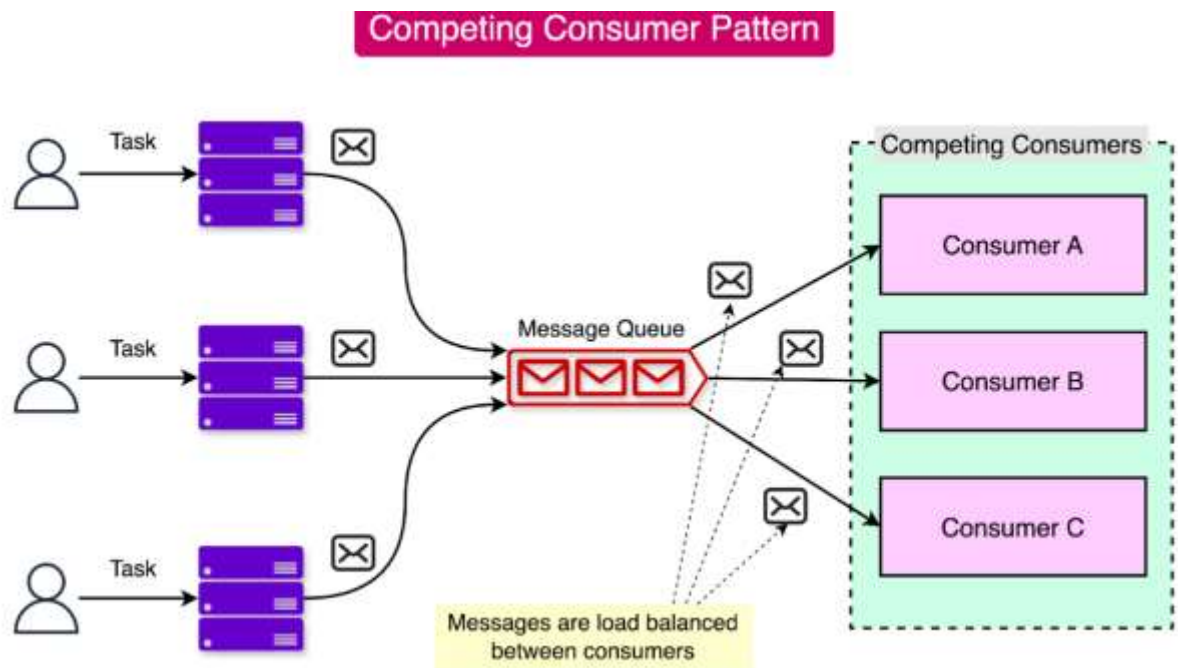 Competing Consumer Pattern
Task
Competing Consumers
Consumer A
Task
Message Queue
Consumer B
Consumer C
Task
Messages are load balanced
between consumers